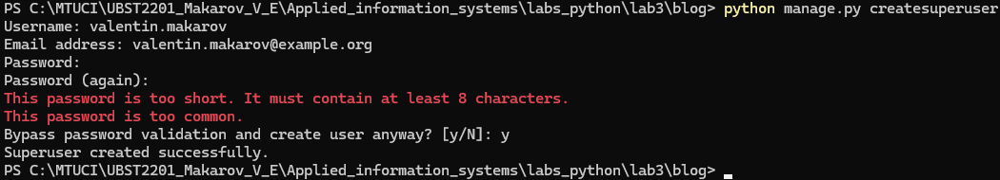 PS C:\MTUCI\UBST2201_Makarov_V_E\Applied_information_systems\labs_python\lab3\blog> python manage.py createsuperuser
Username: valentin.makarov
Email address: valentin.makarov@example.org
Password:
Password (again):
This password is too short. It must contain at least 8 characters.
This password is too common.
Bypass password validation and create user anyway? [y/N]: y
Superuser created successfully.
PS C:\MTUCI\UBST2201_Makarov_V_E\Applied_information_systems\labs_python\lab3\blog>